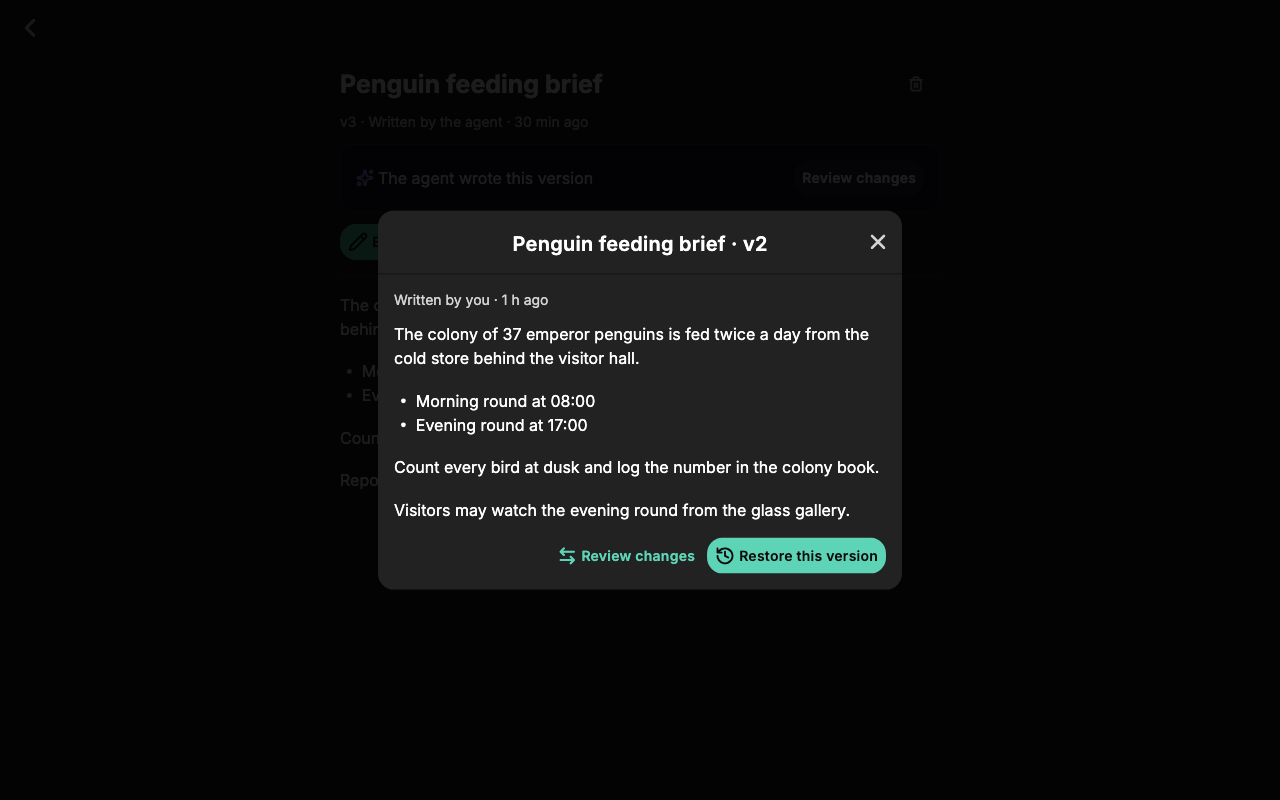 Penguin feeding brief
v3 · Written by the agent · 30 min ago
The agent wrote this version
Review changes
Penguin feeding brief · v2
Written by you · 1 h ago
The colony of 37 emperor penguins is fed twice a day from the
cold store behind the visitor hall.
• Morning round at 08:00
• Evening round at 17:00
Count every bird at dusk and log the number in the colony book.
Visitors may watch the evening round from the glass gallery.
Review changes
Restore this version